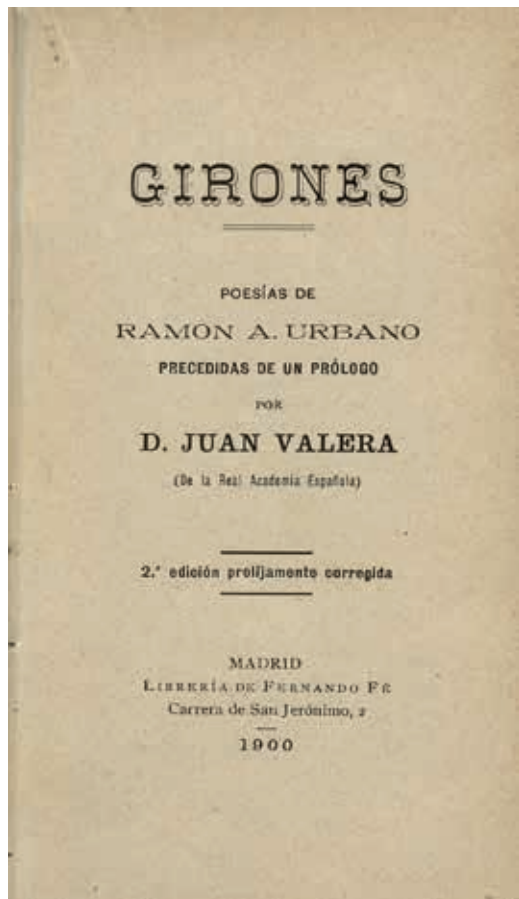 GIRONES
POESÍAS DE
RAMON A. URBANO
PRECEDIDAS DE UN PRÓLOGO
POR
D. JUAN VALERA
(De la Real Academia Española)
2.ª edición prolijamente corregida
MADRID
LIBRERÍA DE FERNANDO FÉ
Carrera de San Jerónimo, 2
1900